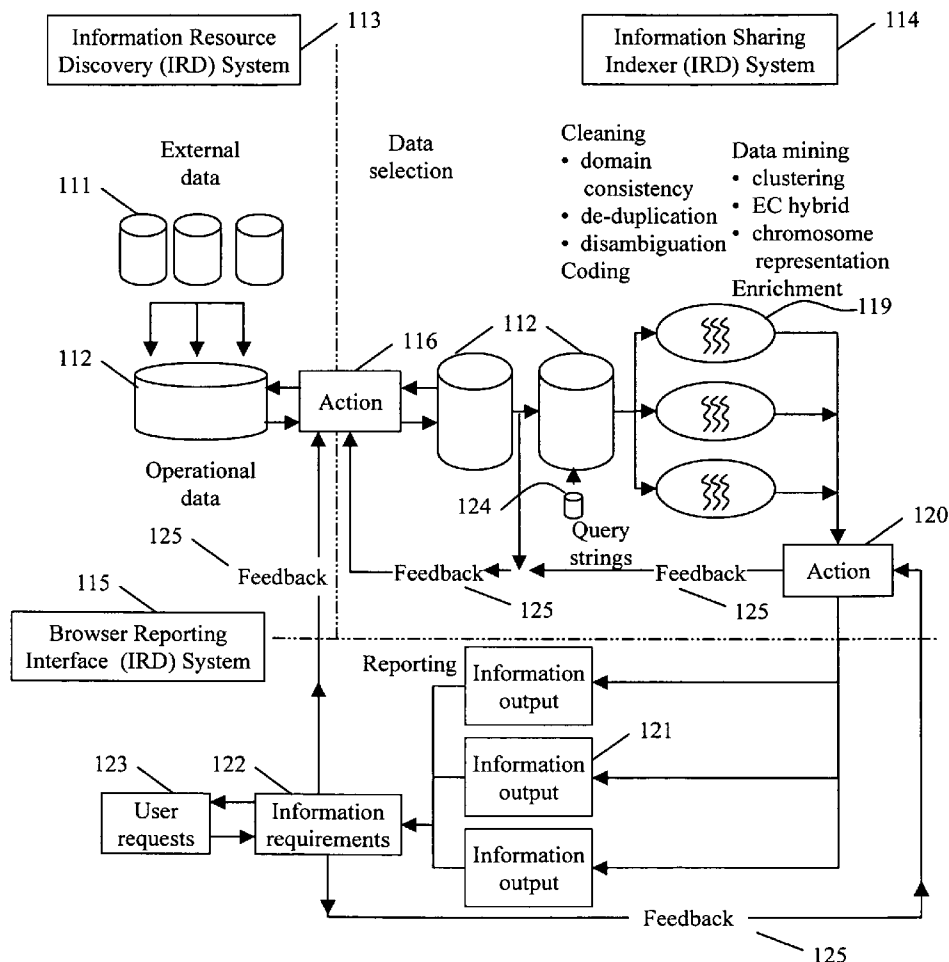 113
114
Information Resource
Discovery (IRD) System
Information Sharing
Indexer (IRD) System
External
data
Data
selection
Cleaning
• domain
consistency
• de-duplication
• disambiguation
Coding
Data mining
• clustering
• EC hybrid
• chromosome
representation
Enrichment
111
119
116
112
112
Action
Operational
data
124
Query
strings
120
Action
125
Feedback
Feedback
125
Feedback
125
115
Browser Reporting
Interface (IRD) System
Reporting
Information
output
121
Information
output
Information
output
123
122
User
requests
Information
requirements
Feedback
125